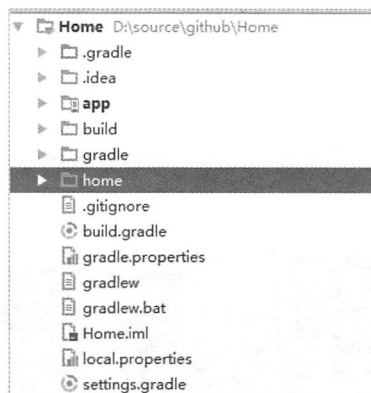 Home D:\source\github\Home
.gradle
.idea
app
build
gradle
home
.gitignore
build.gradle
gradle.properties
gradlew
gradlew.bat
Home.iml
local.properties
settings.gradle